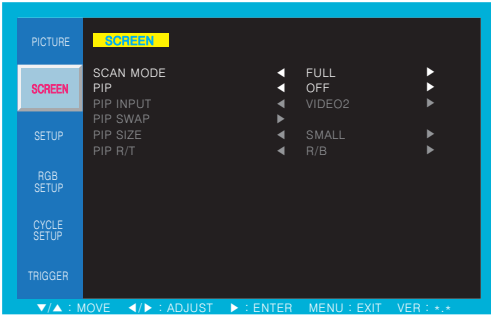 PICTURE
SCREEN
SETUP
RGB
SETUP
CYCLE
SETUP
TRIGGER
SCREEN
SCAN MODE ◀ FULL ▶
PIP ◀ OFF ▶
PIP INPUT ◀ VIDEO2 ▶
PIP SWAP ▶
PIP SIZE ◀ SMALL ▶
PIP R/T ◀ R/B ▶
▼/▲ : MOVE ◀/▶ : ADJUST ▶ : ENTER MENU : EXIT VER : *.*